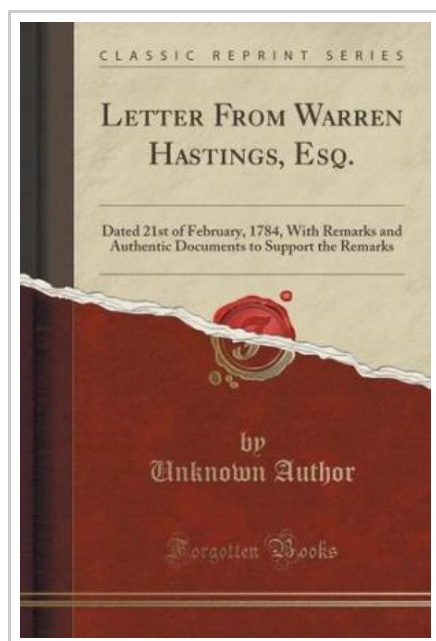 CLASSIC REPRINT SERIES
LETTER FROM WARREN
HASTINGS, ESQ.
Dated 21st of February, 1784, With Remarks and
Authentic Documents to Support the Remarks
F
by
Unknown Author
Forgotten Books